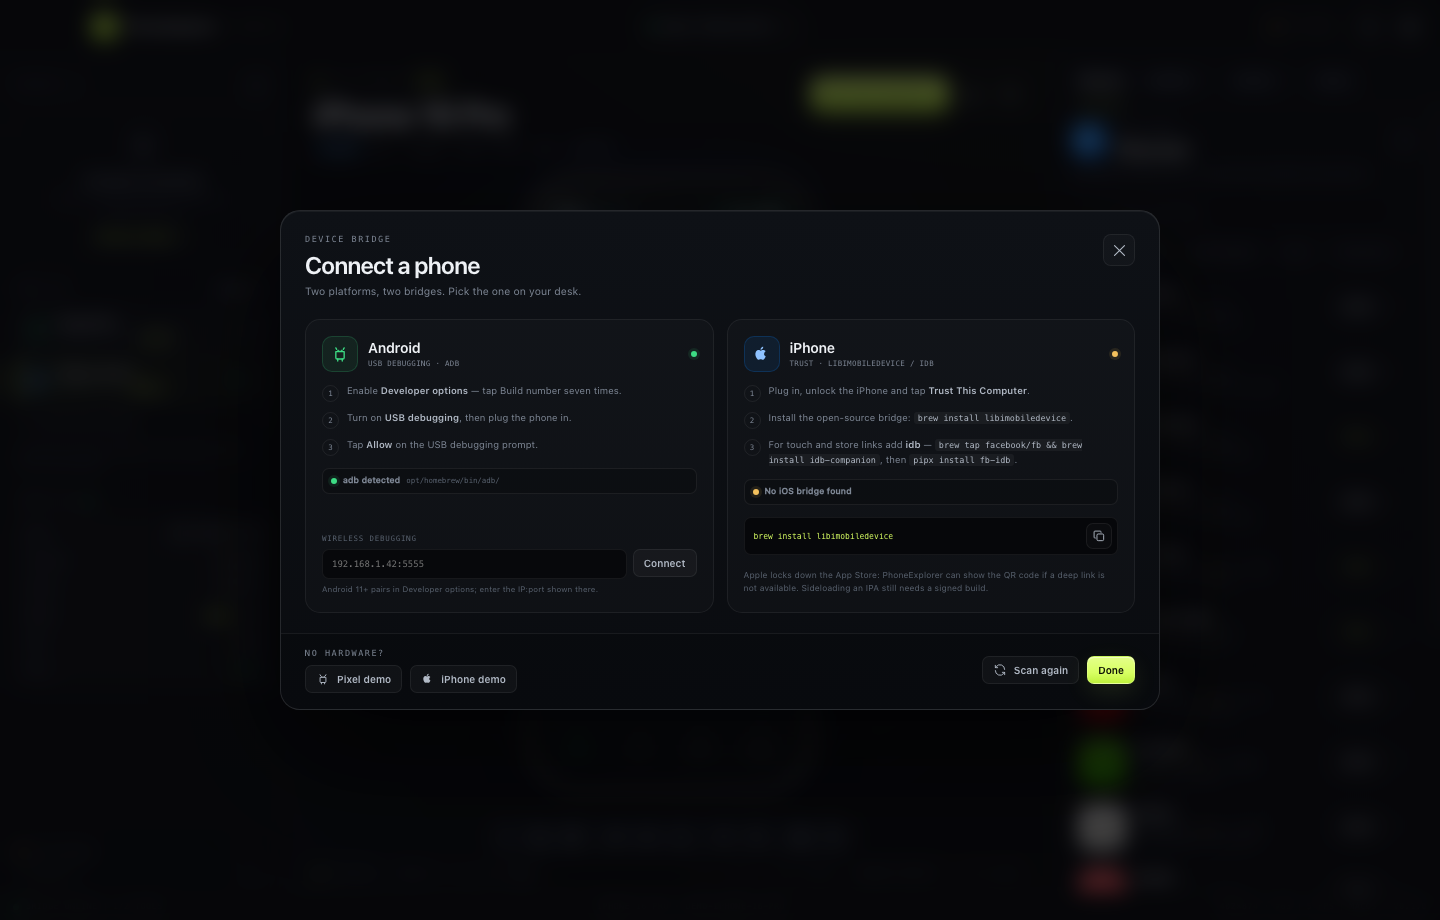 DEVICE BRIDGE
Connect a phone
Two platforms, two bridges. Pick the one on your desk.
Android
USB DEBUGGING · ADB
1 Enable Developer options — tap Build number seven times.
2 Turn on USB debugging, then plug the phone in.
3 Tap Allow on the USB debugging prompt.
adb detected opt/homebrew/bin/adb/
WIRELESS DEBUGGING
192.168.1.42:5555
Connect
Android 11+ pairs in Developer options; enter the IP:port shown there.
iPhone
TRUST · LIBIMOBILEDEVICE / IDB
1 Plug in, unlock the iPhone and tap Trust This Computer.
2 Install the open-source bridge: brew install libimobiledevice.
3 For touch and store links add idb — brew tap facebook/fb && brew
install idb-companion, then pipx install fb-idb.
No iOS bridge found
brew install libimobiledevice
Apple locks down the App Store: PhoneExplorer can show the QR code if a deep link is
not available. Sideloading an IPA still needs a signed build.
NO HARDWARE?
Pixel demo
iPhone demo
Scan again
Done